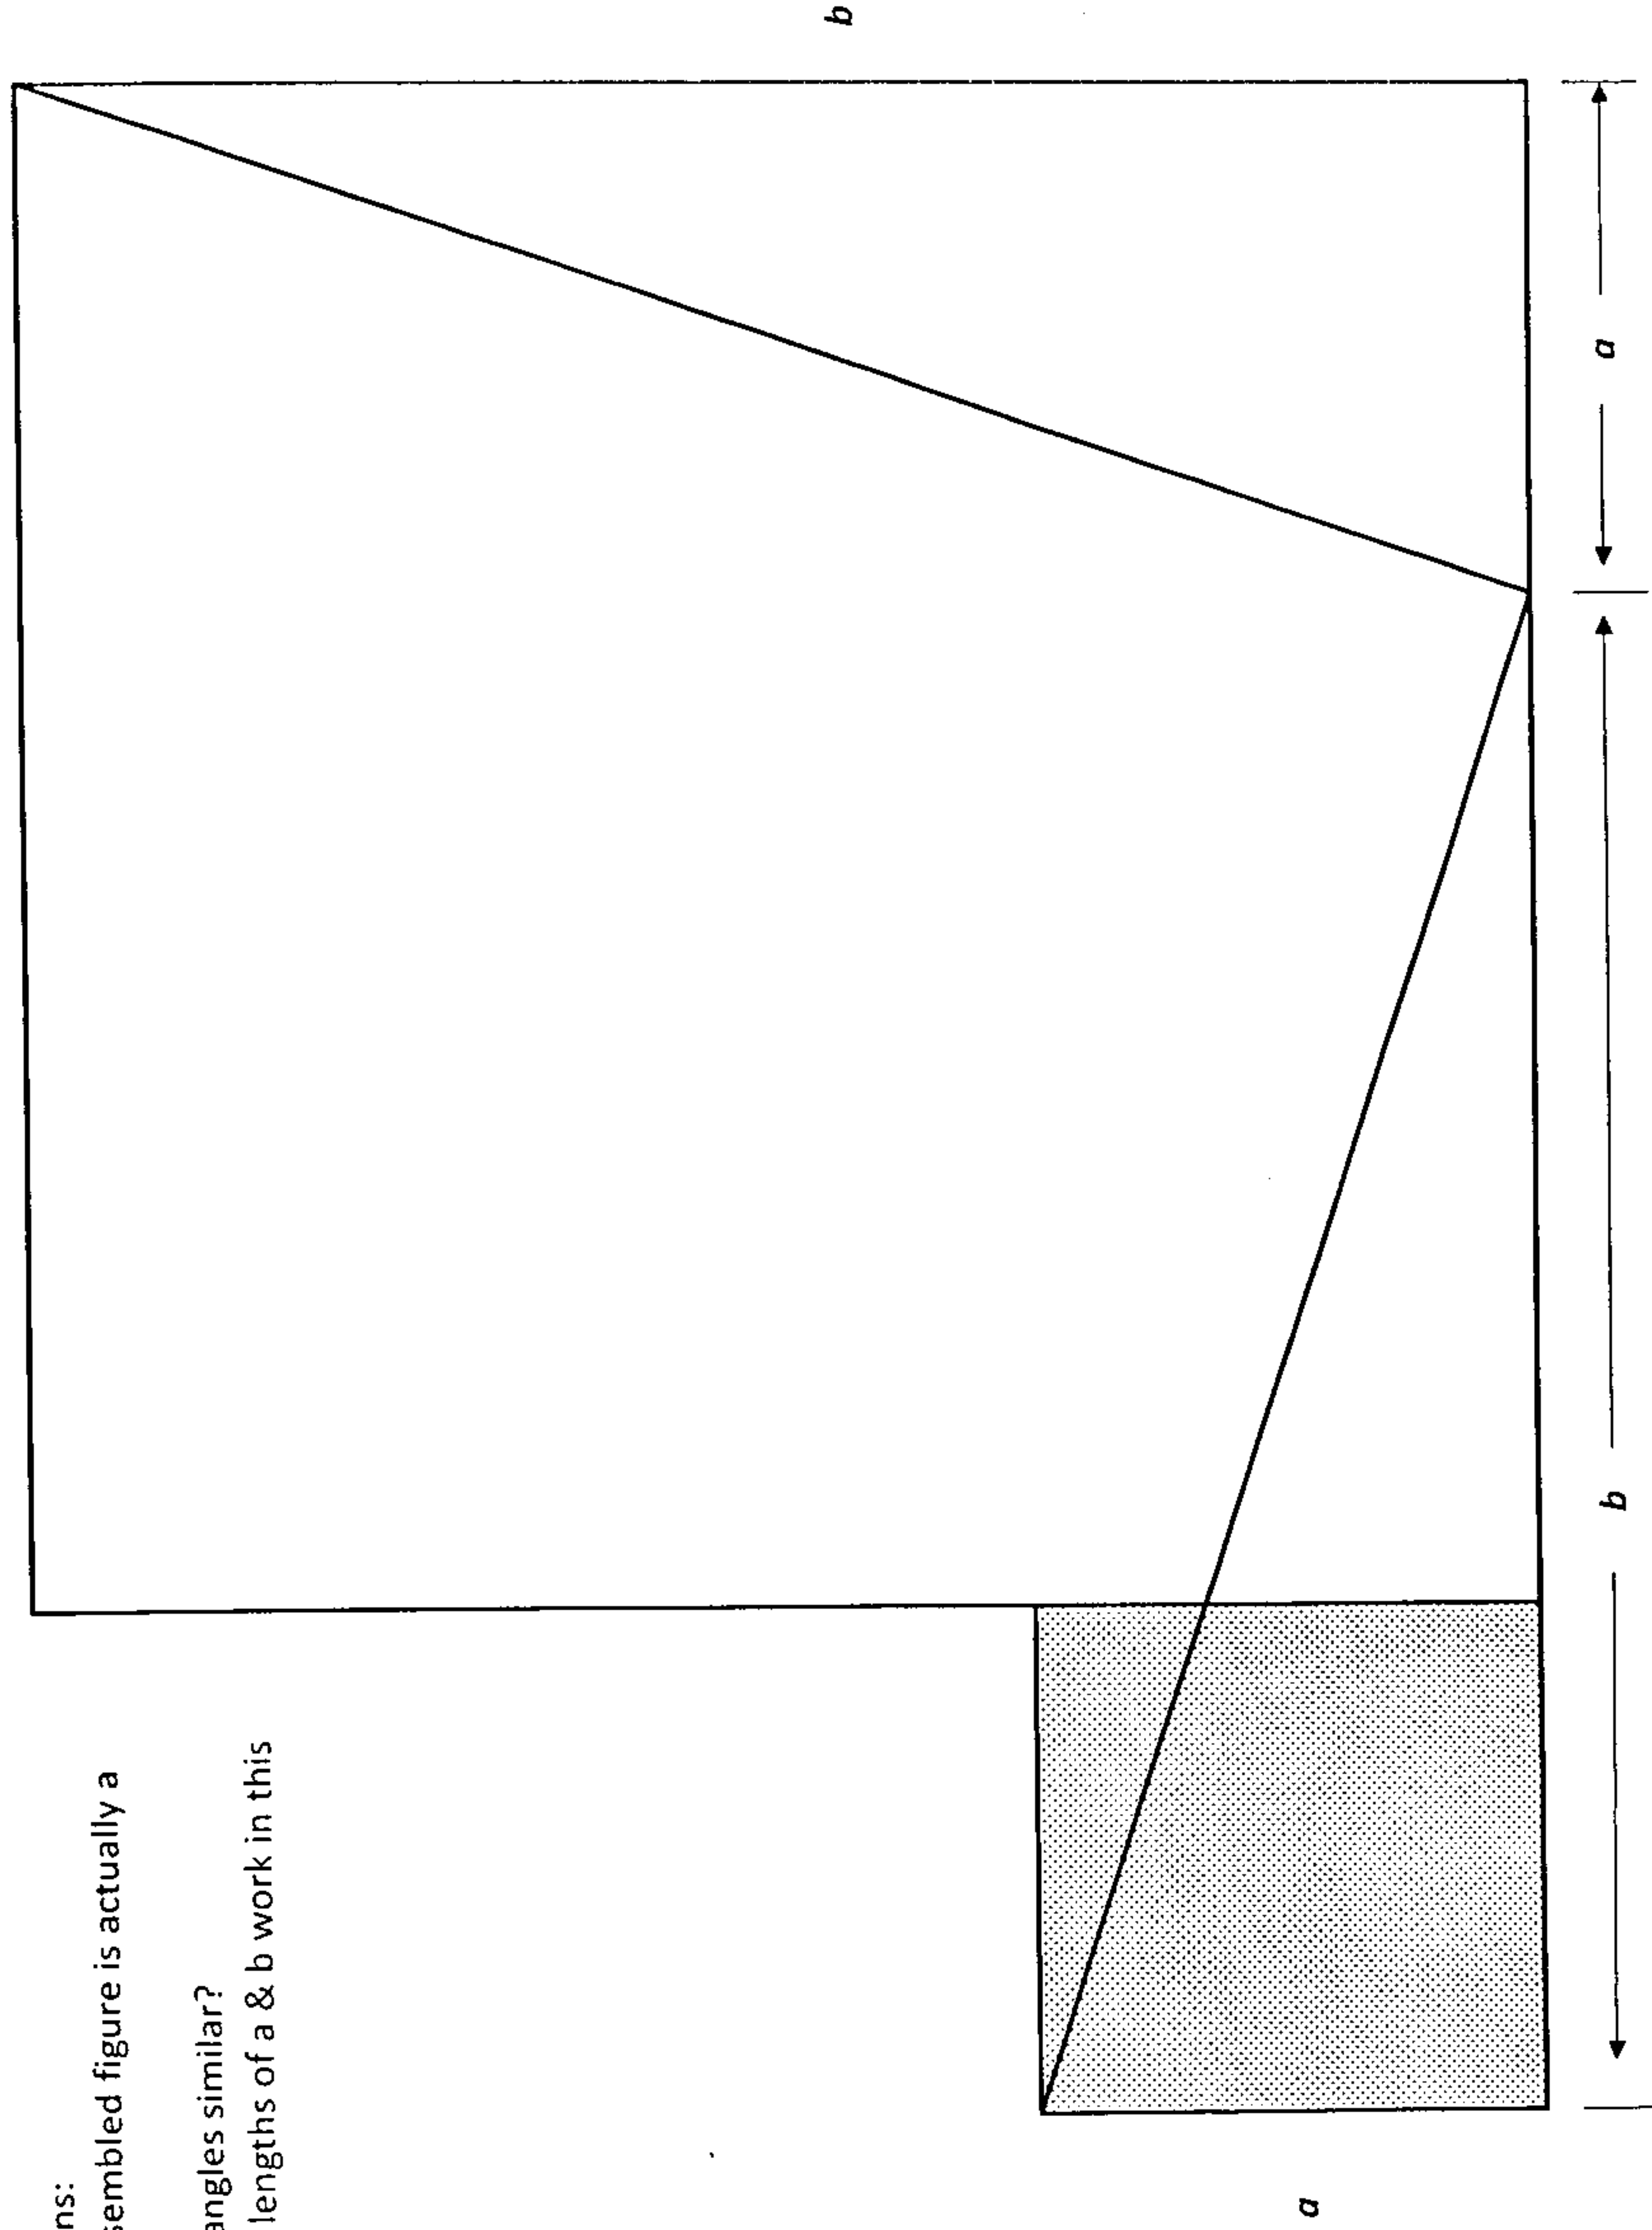 ns:
sembled figure is actually a
angles similar?
lengths of a & b work in this
a
b
a
b